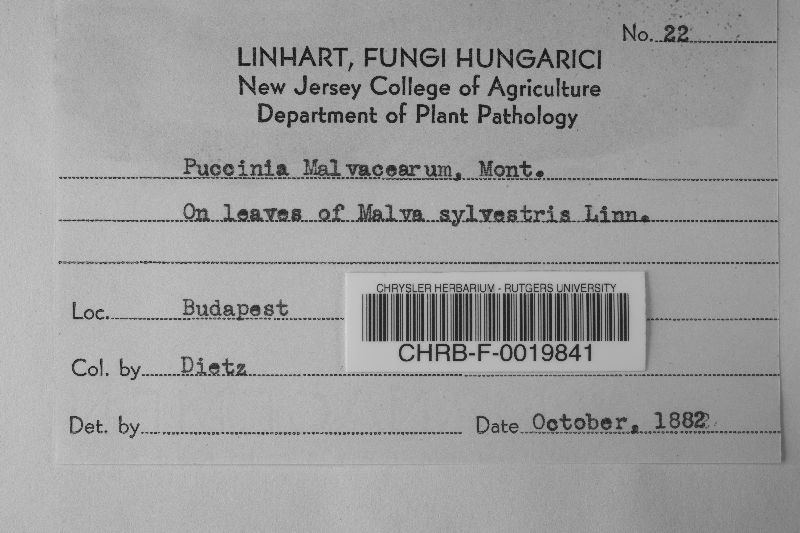 No. 22
LINHART, FUNGI HUNGARICI
New Jersey College of Agriculture
Department of Plant Pathology
Puccinia Malvacearum, Mont.
On leaves of Malva sylvestris Linn.
Loc. Budapest
CHRYSLER HERBARIUM - RUTGERS UNIVERSITY
CHRB-F-0019841
Col. by Dietz
Det. by
Date October, 1882